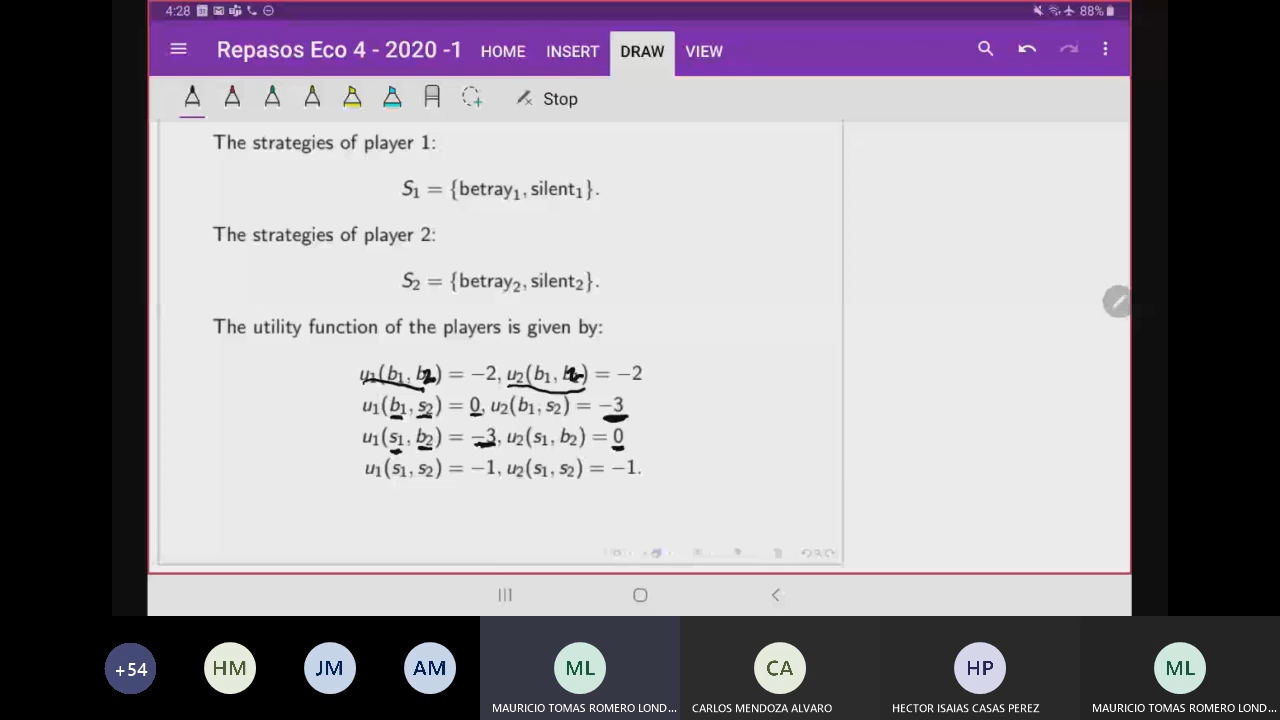 4:28 88%
Repasos Eco 4 - 2020 -1 HOME INSERT DRAW VIEW
Stop
The strategies of player 1:
S₁ = {betray₁, silent₁}.
The strategies of player 2:
S₂ = {betray₂, silent₂}.
The utility function of the players is given by:
u₁(b₁, b₂) = −2, u₂(b₁, b₂) = −2
u₁(b₁, s₂) = 0, u₂(b₁, s₂) = −3
u₁(s₁, b₂) = −3, u₂(s₁, b₂) = 0
u₁(s₁, s₂) = −1, u₂(s₁, s₂) = −1.
+54 HM JM AM ML CA HP ML
MAURICIO TOMAS ROMERO LOND... CARLOS MENDOZA ALVARO HECTOR ISAIAS CASAS PEREZ MAURICIO TOMAS ROMERO LOND...